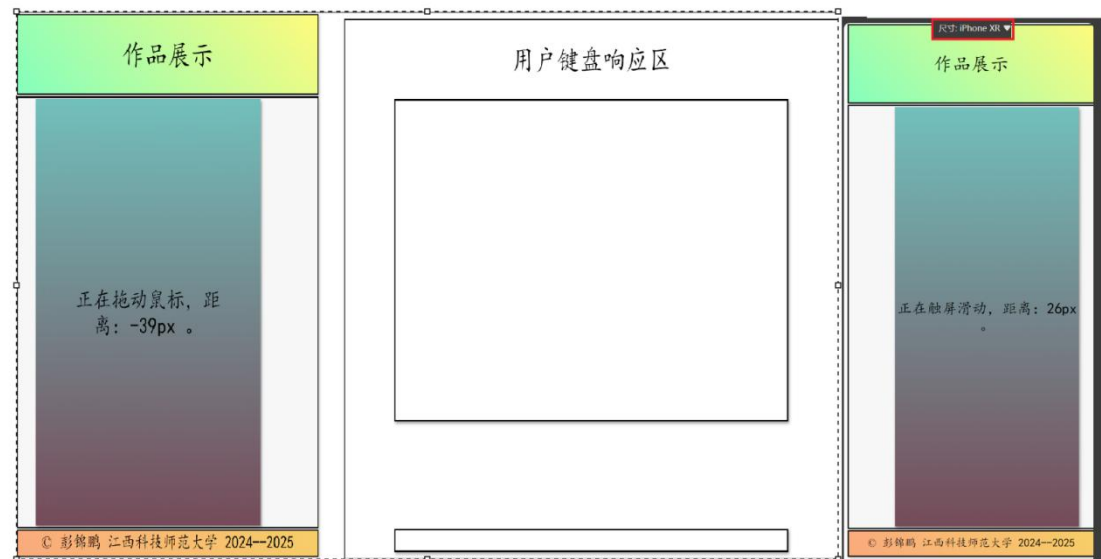 作品展示
正在拖动鼠标, 距
离: -39px 。
© 彭锦鹏 江西科技师范大学 2024--2025
用户键盘响应区
尺寸: iPhone XR ▼
作品展示
正在触屏滑动, 距离: 26px
。
© 彭锦鹏 江西科技师范大学 2024--2025